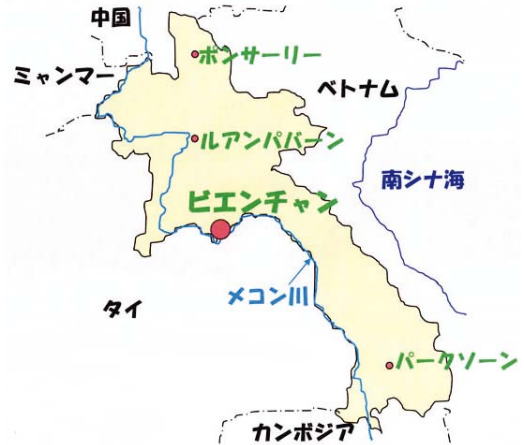 中国
ポンサーリー
ミャンマー
ベトナム
ルアンパバーン
南シナ海
ビエンチャン
メコン川
タイ
パークソーン
カンボジア